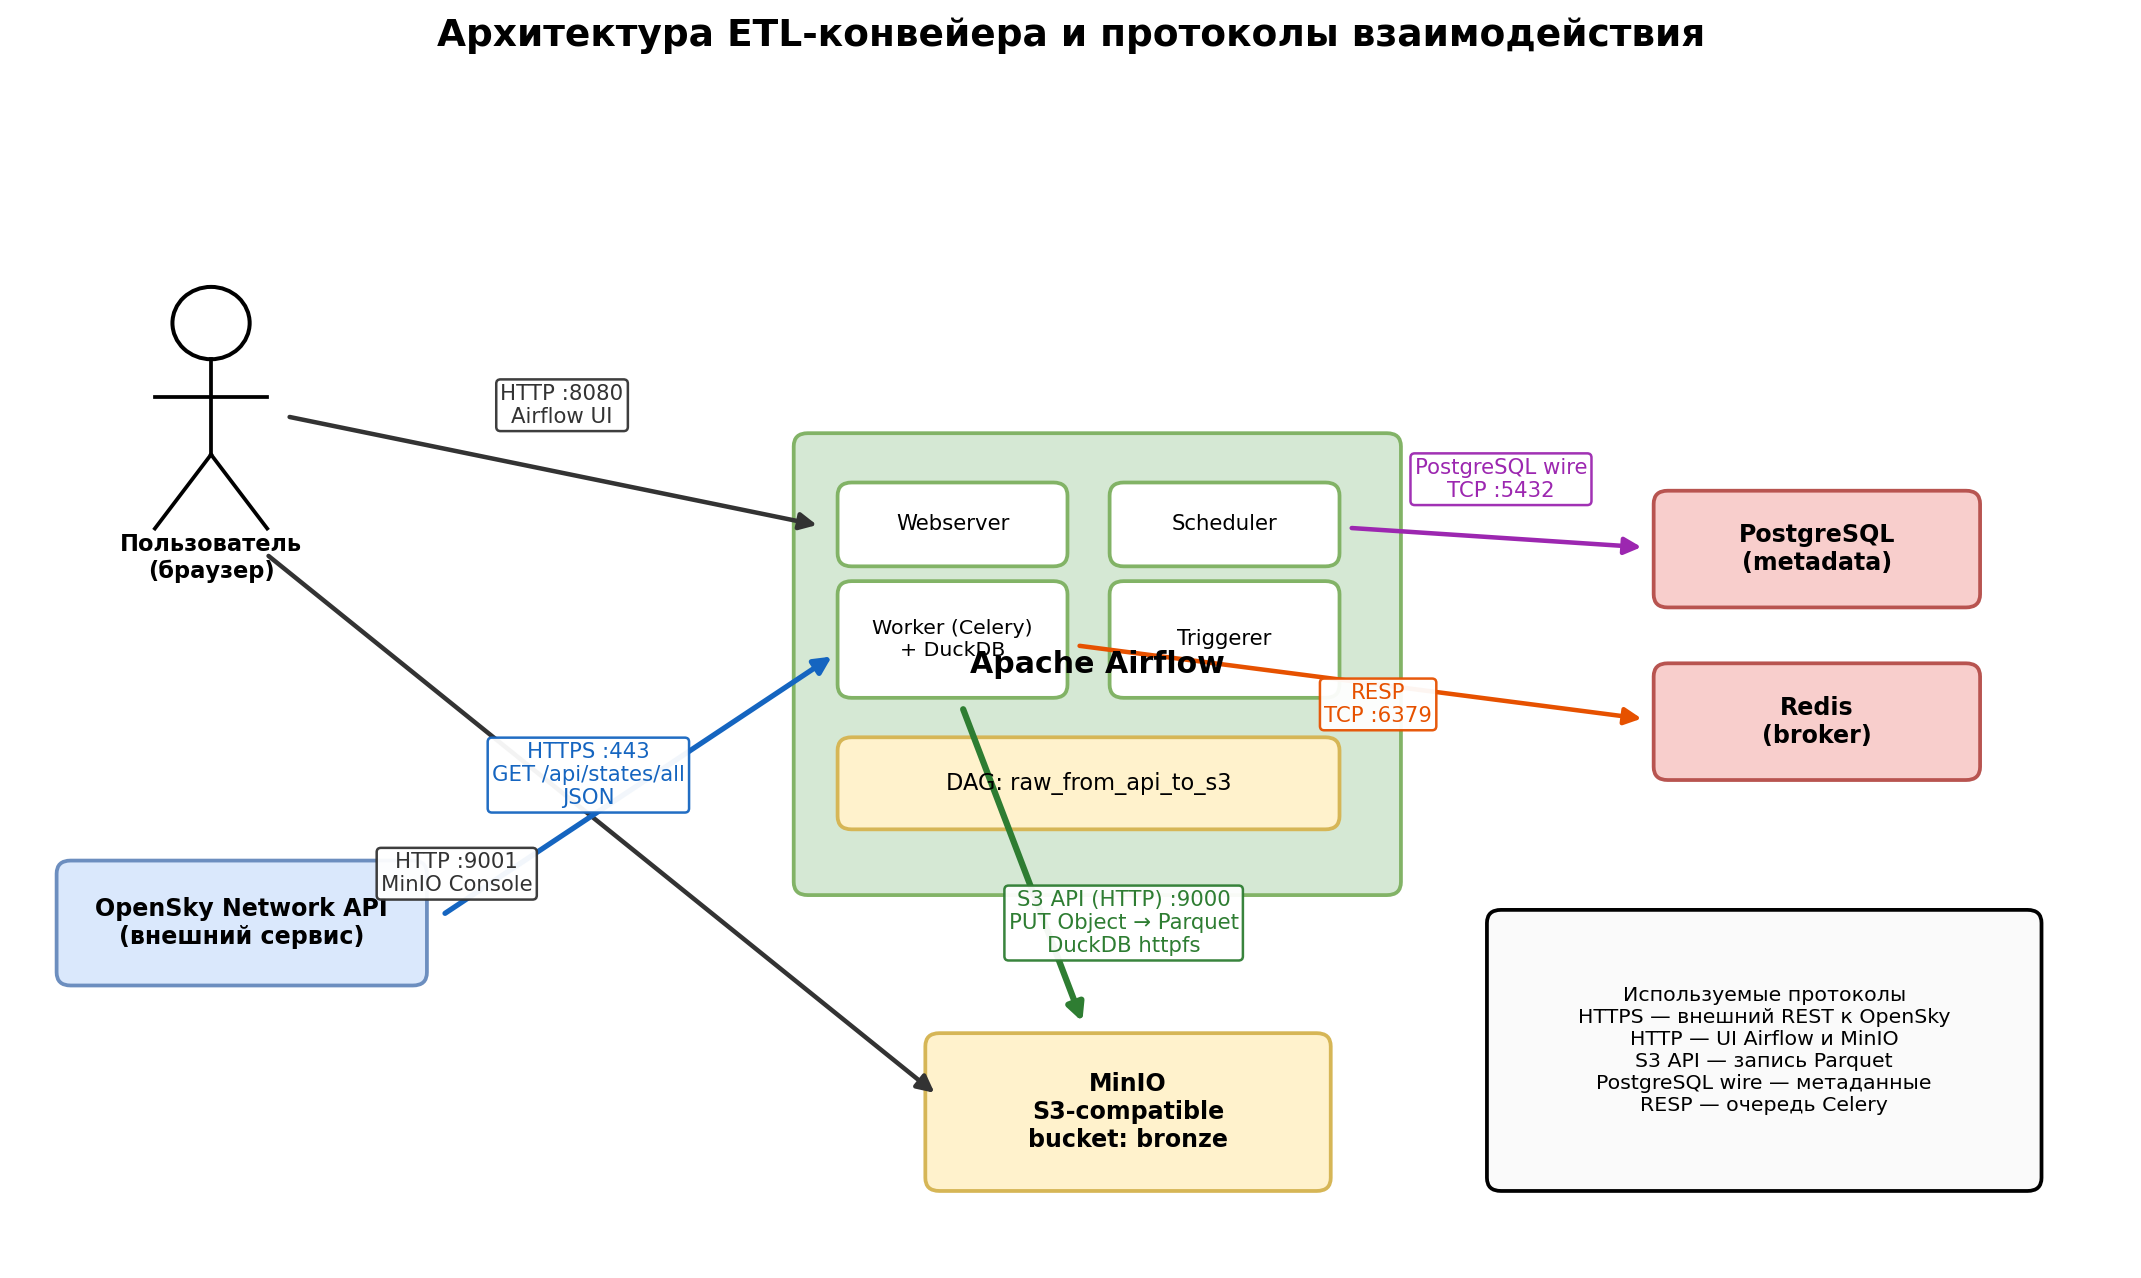 Архитектура ETL-конвейера и протоколы взаимодействия
HTTP :8080
Airflow UI
PostgreSQL wire
TCP :5432
Webserver
Scheduler
PostgreSQL
(metadata)
Пользователь
(браузер)
Worker (Celery)
+ DuckDB
Triggerer
Apache Airflow
RESP
TCP :6379
Redis
(broker)
HTTPS :443
GET /api/states/all
JSON
DAG: raw_from_api_to_s3
HTTP :9001
MinIO Console
OpenSky Network API
(внешний сервис)
S3 API (HTTP) :9000
PUT Object → Parquet
DuckDB httpfs
MinIO
S3-compatible
bucket: bronze
Используемые протоколы
HTTPS — внешний REST к OpenSky
HTTP — UI Airflow и MinIO
S3 API — запись Parquet
PostgreSQL wire — метаданные
RESP — очередь Celery